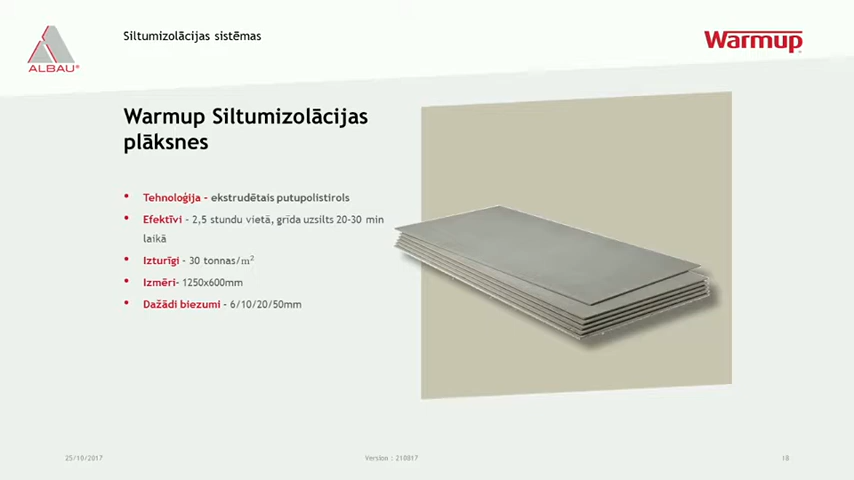 Siltumizolācijas sistēmas
ALBAU®
Warmup
Warmup Siltumizolācijas
plāksnes
• Tehnoloģija - ekstrudētais putupolistirols
• Efektīvi - 2,5 stundu vietā, grīda uzsilts 20-30 min
laikā
• Izturīgi - 30 tonnas/m²
• Izmēri- 1250x600mm
• Dažādi biezumi - 6/10/20/50mm
25/10/2017
Version : 210817
18